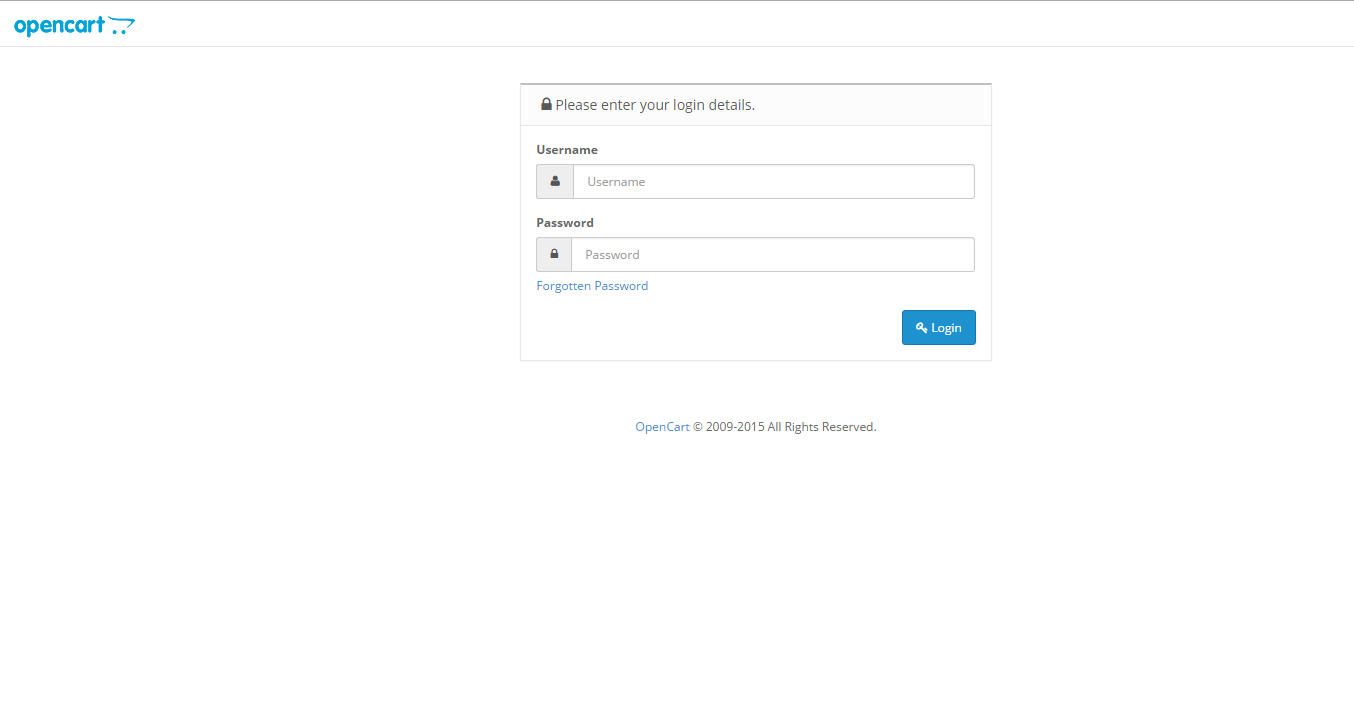 opencart
Please enter your login details.
Username
Username
Password
Password
Forgotten Password
Login
OpenCart © 2009-2015 All Rights Reserved.